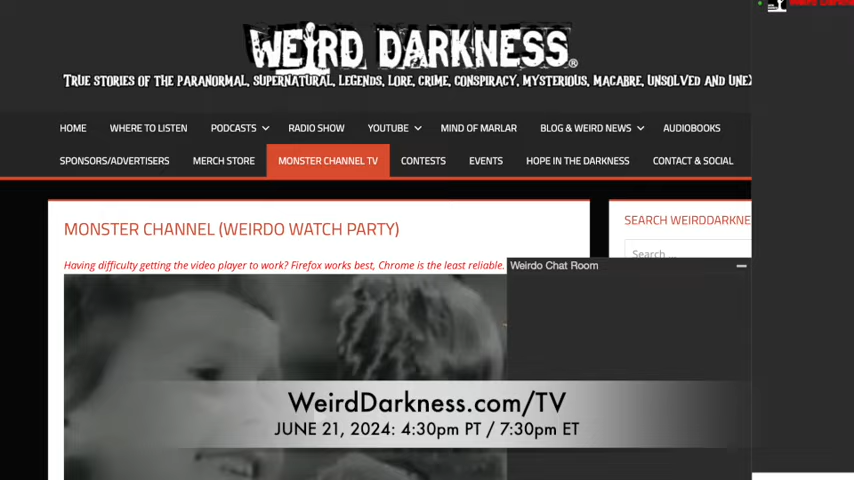 WEIRD DARKNESS®
TRUE STORIES OF THE PARANORMAL, SUPERNATURAL, LEGENDS, LORE, CRIME, CONSPIRACY, MYSTERIOUS, MACABRE, UNSOLVED AND UNEX
HOME WHERE TO LISTEN PODCASTS RADIO SHOW YOUTUBE MIND OF MARLAR BLOG & WEIRD NEWS AUDIOBOOKS
SPONSORS/ADVERTISERS MERCH STORE MONSTER CHANNEL TV CONTESTS EVENTS HOPE IN THE DARKNESS CONTACT & SOCIAL
MONSTER CHANNEL (WEIRDO WATCH PARTY)
SEARCH WEIRDDARKNE
Having difficulty getting the video player to work? Firefox works best, Chrome is the least reliable.
Search ...
Weirdo Chat Room
WeirdDarkness.com/TV
JUNE 21, 2024: 4:30pm PT / 7:30pm ET